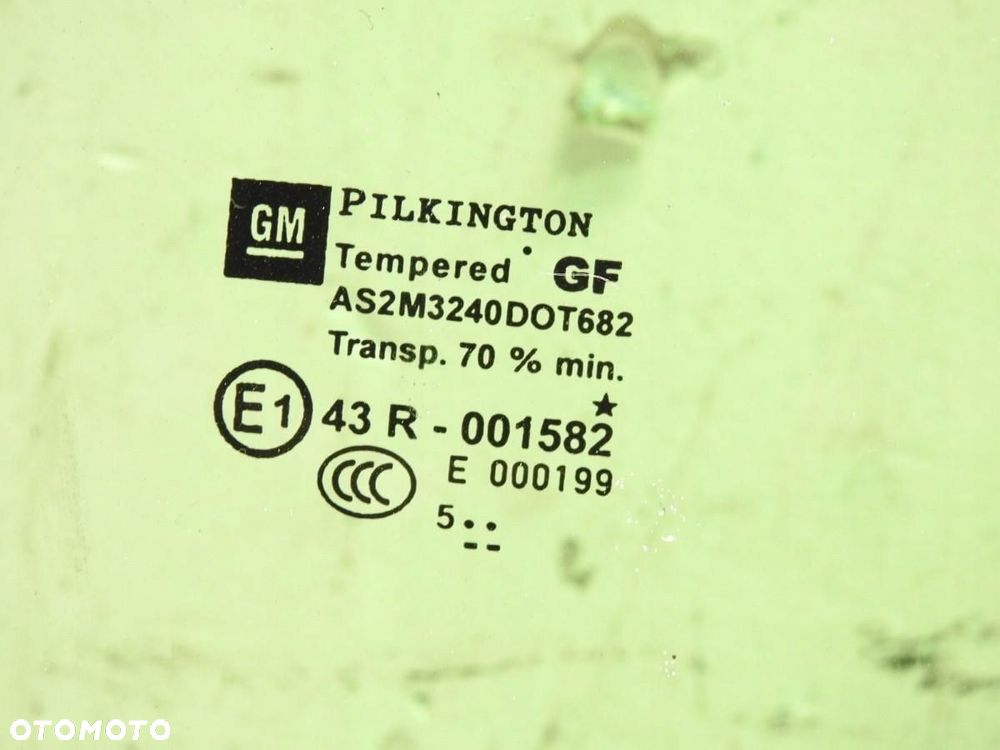 GM
PILKINGTON
Tempered GF
AS2M3240DOT682
Transp. 70 % min.
E1 43 R - 001582
CCC E 000199
5
OTOMOTO